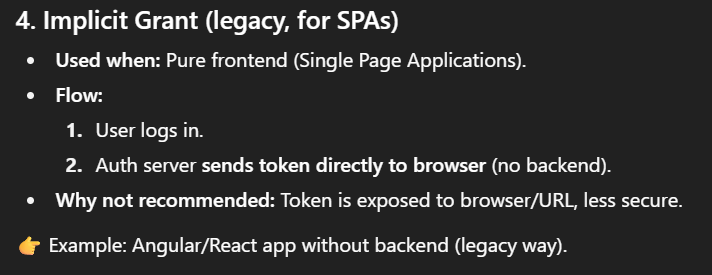 4. Implicit Grant (legacy, for SPAs)
• Used when: Pure frontend (Single Page Applications).
• Flow:
1. User logs in.
2. Auth server sends token directly to browser (no backend).
• Why not recommended: Token is exposed to browser/URL, less secure.
👉 Example: Angular/React app without backend (legacy way).